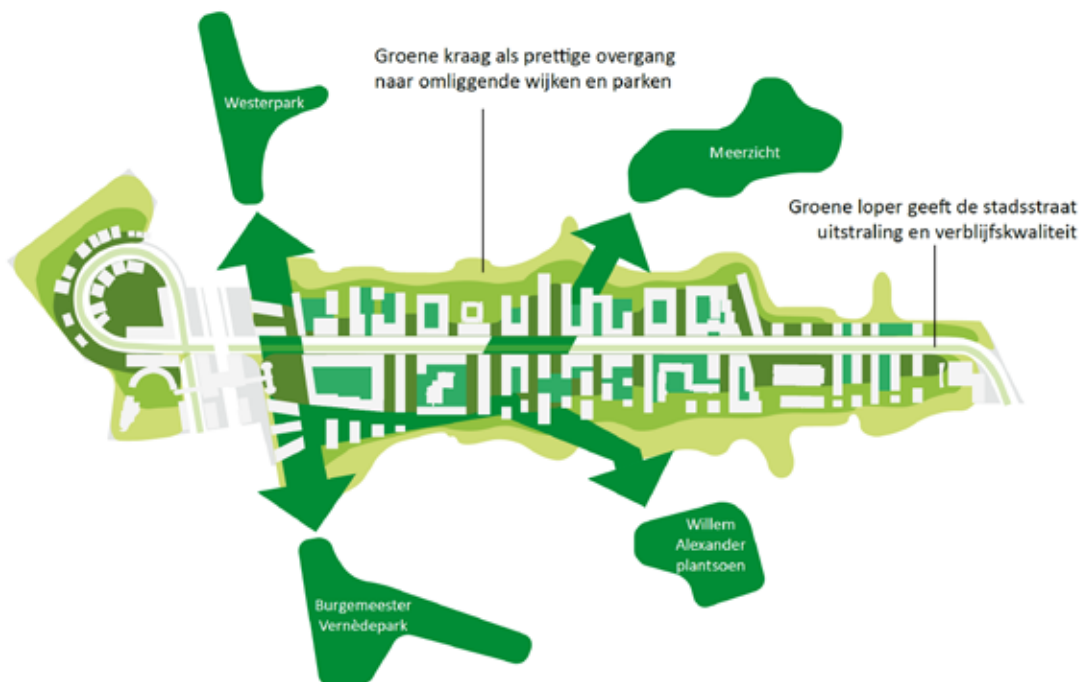 Groene kraag als prettige overgang
naar omliggende wijken en parken
Westerpark
Meerzicht
Groene loper geeft de stadsstraat
uitstraling en verblijfskwaliteit
Willem
Alexander
plantsoen
Burgemeester
Vernèdepark